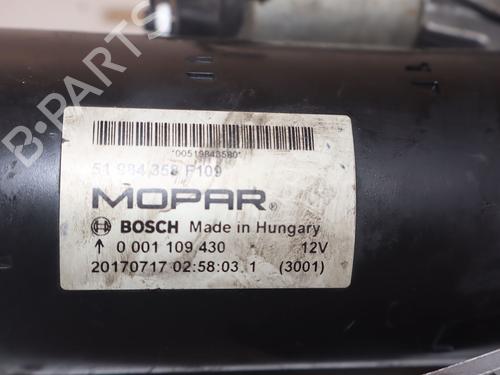 *00519843580*
51 984 358 F109
MOPAR®
BOSCH Made in Hungary
↑ 0 001 109 430 12V
20170717 02:58:03.1 (3001)
B-PARTS